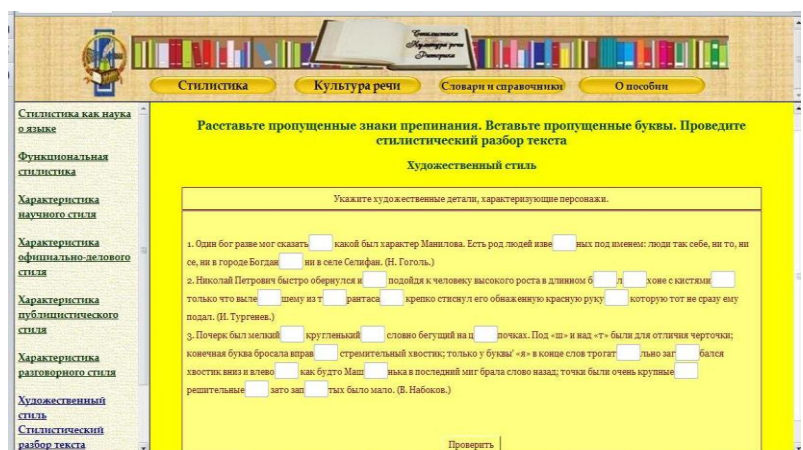 Стилистика
Культура речи
Риторика
Стилистика
Культура речи
Словари и справочники
О пособии
Стилистика как наука
о языке
Функциональная
стилистика
Характеристика
научного стиля
Характеристика
официально-делового
стиля
Характеристика
публицистического
стиля
Характеристика
разговорного стиля
Художественный
стиль
Стилистический
разбор текста
Расставьте пропущенные знаки препинания. Вставьте пропущенные буквы. Проведите
стилистический разбор текста
Художественный стиль
Укажите художественные детали, характеризующие персонажи.
1. Один бог разве мог сказать какой был характер Манилова. Есть род людей изве ных под именем: люди так себе, ни то, ни
се, ни в городе Богдан ни в селе Селифан. (Н. Гоголь.)
2. Николай Петрович быстро обернулся и подойдя к человеку высокого роста в длинном б л хоне с кистями
только что выле шему из т рантаса крепко стиснул его обнаженную красную руку которую тот не сразу ему
подал. (И. Тургенев.)
3. Почерк был мелкий кругленький словно бегущий на ц почках. Под «ш» и над «т» были для отличия черточки;
конечная буква бросала вправ стремительный хвостик; только у буквы' «я» в конце слов трогат льно заг бался
хвостик вниз и влево как будто Маш нька в последний миг брала слово назад; точки были очень крупные
решительные зато зап тых было мало. (В. Набоков.)
Проверить